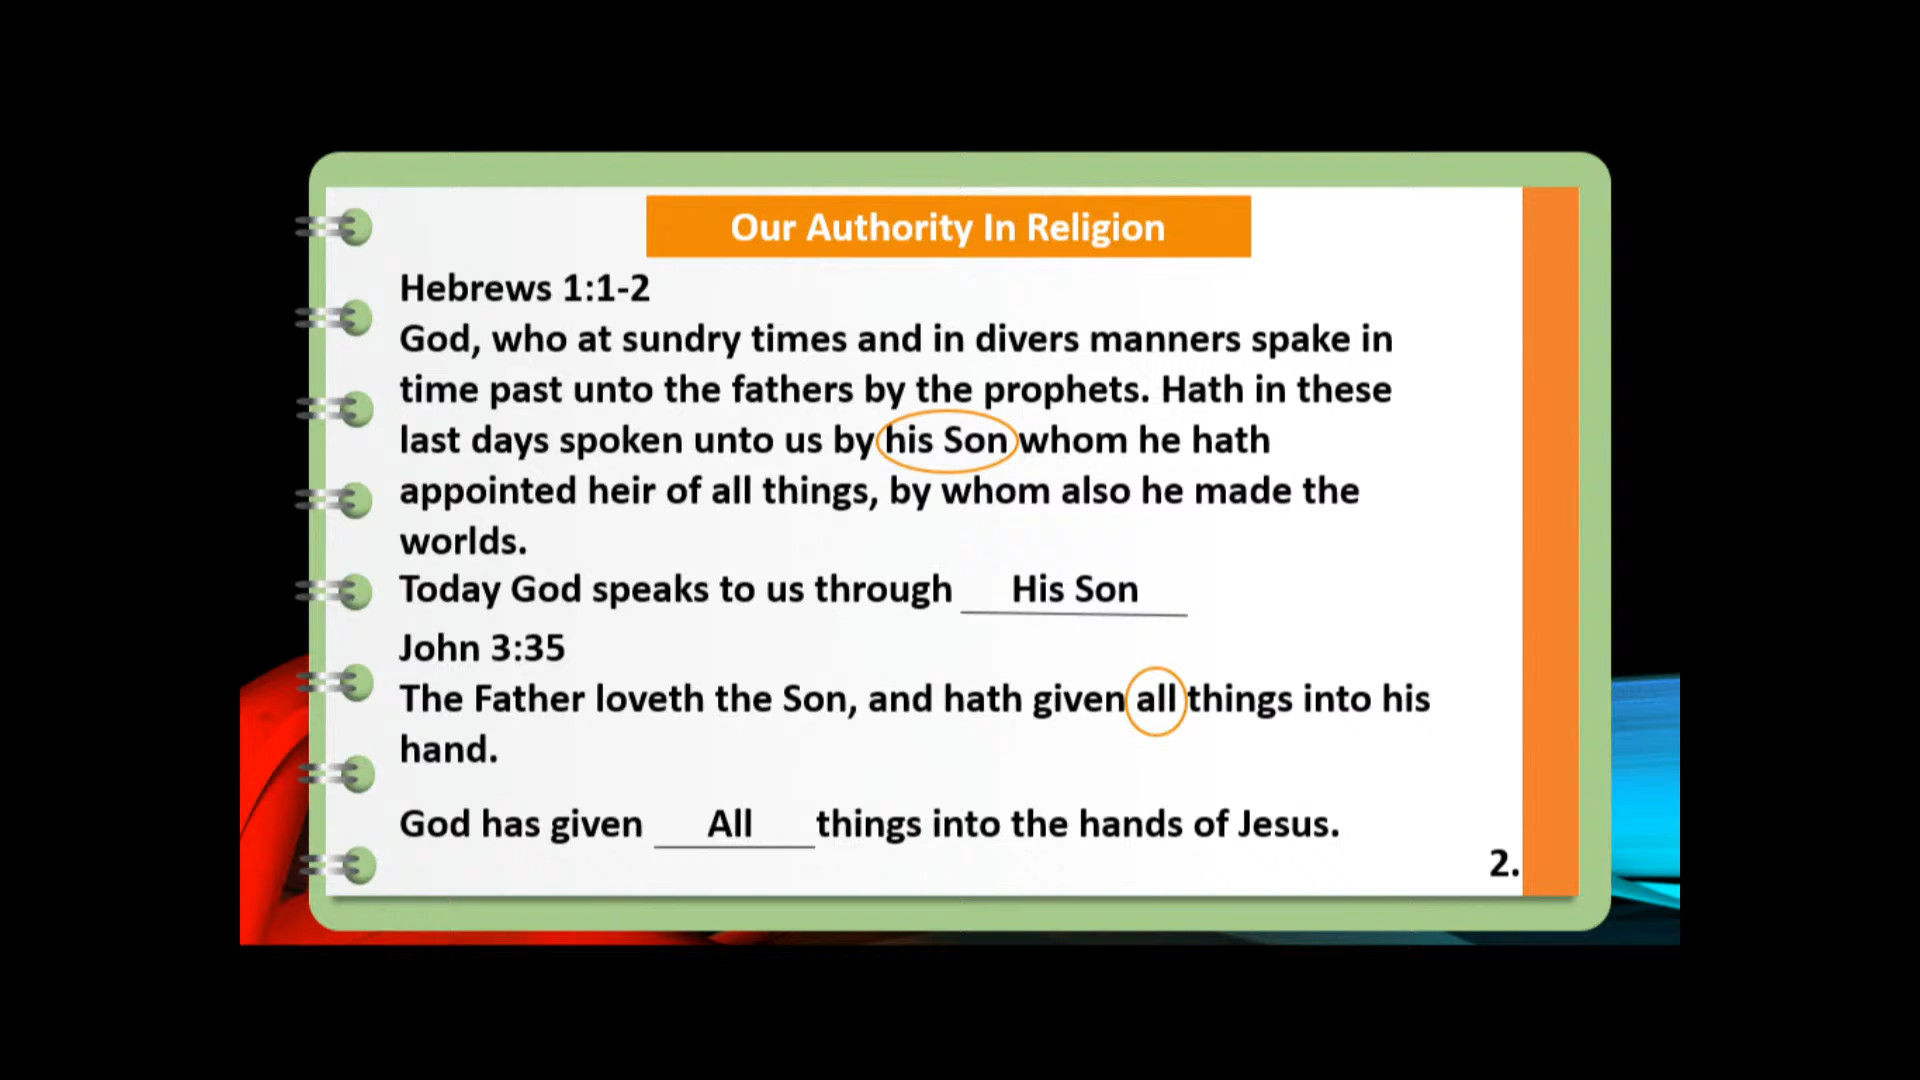 Our Authority In Religion
Hebrews 1:1-2
God, who at sundry times and in divers manners spake in
time past unto the fathers by the prophets. Hath in these
last days spoken unto us by his Son whom he hath
appointed heir of all things, by whom also he made the
worlds.
Today God speaks to us through His Son
John 3:35
The Father loveth the Son, and hath given all things into his
hand.
God has given All things into the hands of Jesus.
2.